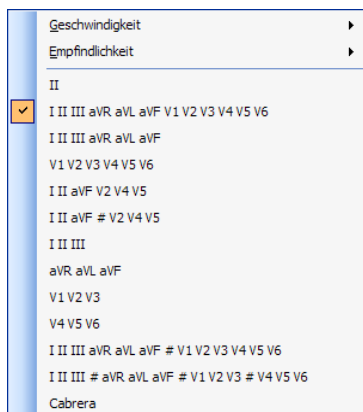 Geschwindigkeit
Empfindlichkeit
II
I II III aVR aVL aVF V1 V2 V3 V4 V5 V6
I II III aVR aVL aVF
V1 V2 V3 V4 V5 V6
I II aVF V2 V4 V5
I II aVF # V2 V4 V5
I II III
aVR aVL aVF
V1 V2 V3
V4 V5 V6
I II III aVR aVL aVF # V1 V2 V3 V4 V5 V6
I II III # aVR aVL aVF # V1 V2 V3 # V4 V5 V6
Cabrera